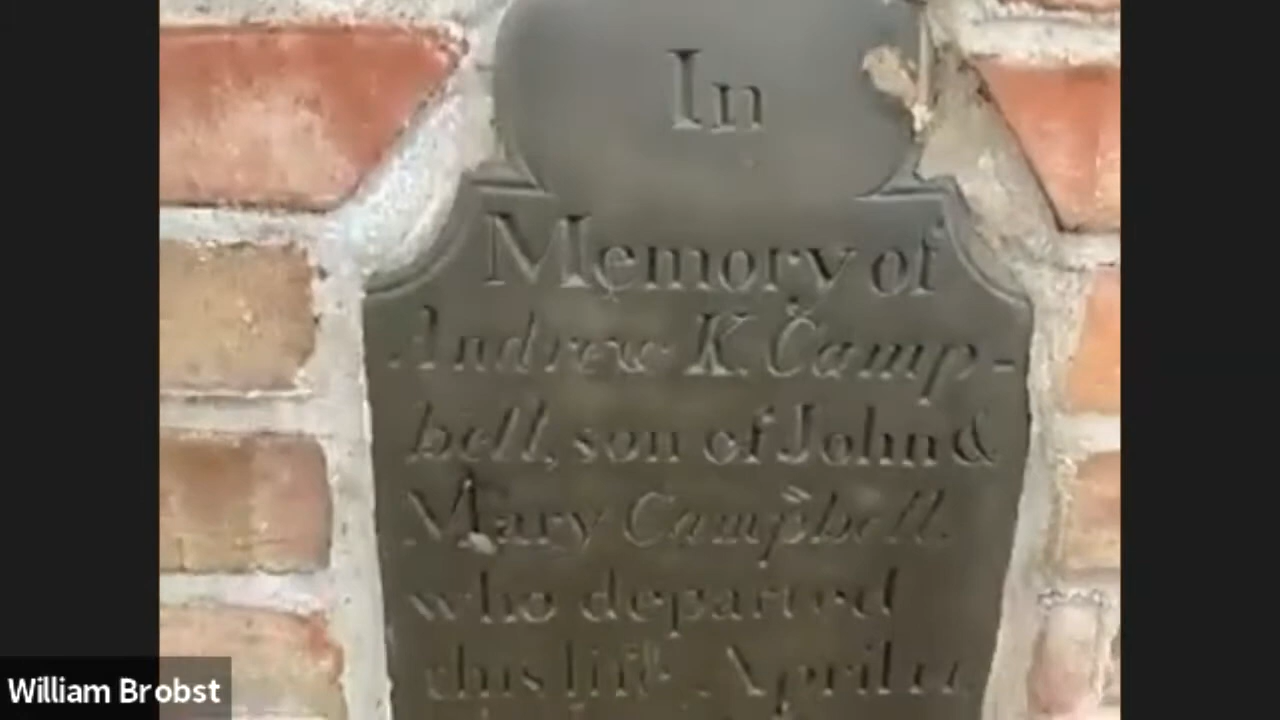 In
Memory of
Andrew K. Camp-
bell, son of John &
Mary Campbell.
who departed
this life April
William Brobst